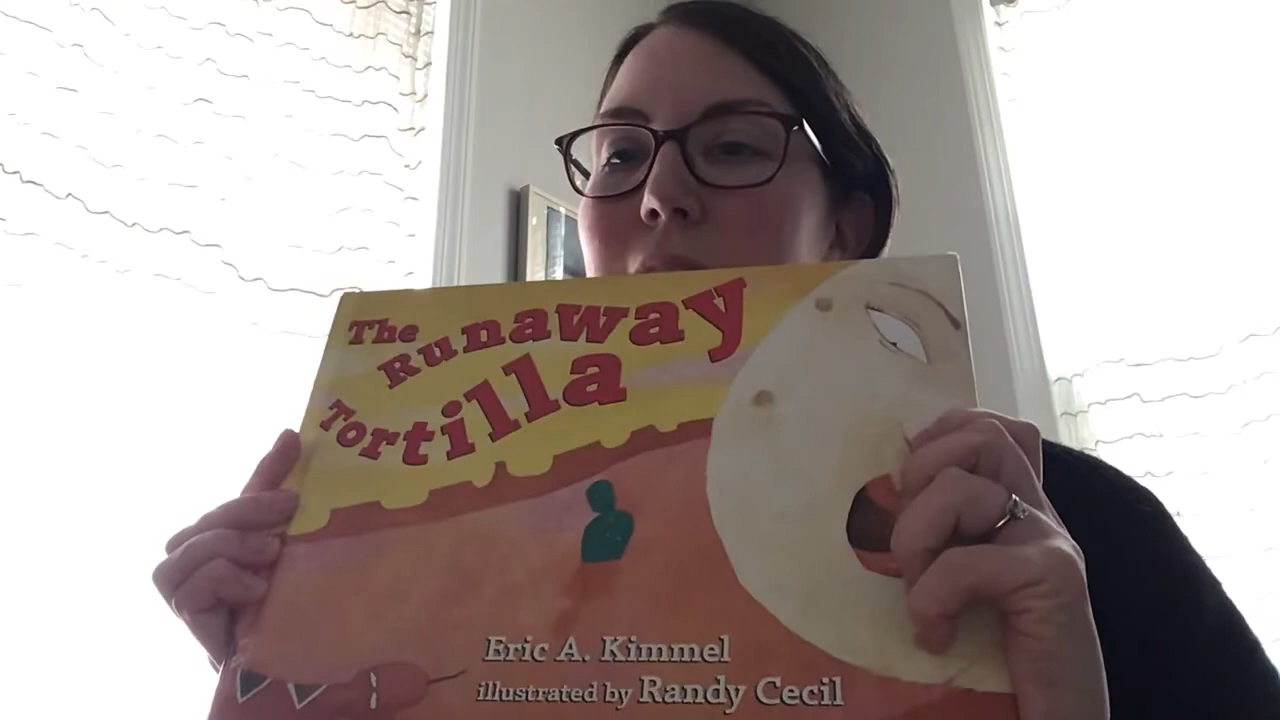 The Runaway
Tortilla
Eric A. Kimmel
illustrated by Randy Cecil